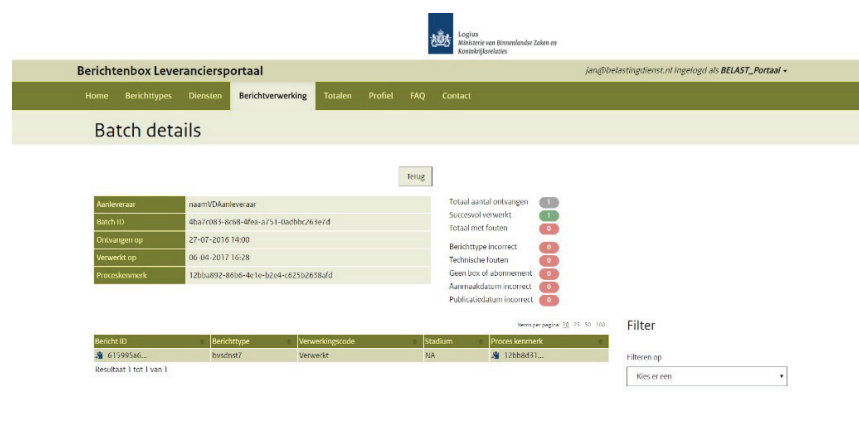 Logius
Ministerie van Binnenlandse Zaken en
Koninkrijksrelaties
Berichtenbox Leveranciersportaal
jan@belastingdienst.nl ingelogd als BELAST_Portaal
Home Berichttypes Diensten Berichtverwerking Totalen Profiel FAQ Contact
Batch details
Terug
Aanleveraar naamVDAanleveraar
Batch ID 4ba7c083-8c68-4fea-a751-0adbbc263e7d
Ontvangen op 27-07-2016 14:00
Verwerkt op 06-04-2017 16:28
Proceskenmerk 12bba892-86b6-4e1e-b2e4-c625b2638afd
Totaal aantal ontvangen 1
Succesvol verwerkt 1
Totaal met fouten 0
Berichttype incorrect 0
Technische fouten 0
Geen box of abonnement 0
Aanmaakdatum incorrect 0
Publicatiedatum incorrect 0
Items per pagina: 10 25 50 100
Bericht ID Berichttype Verwerkingscode Stadium Proces kenmerk
615995a6... bvsdnst7 Verwerkt NA 12bb8d31...
Resultaat 1 tot 1 van 1
Filter
Filteren op
Kies er een